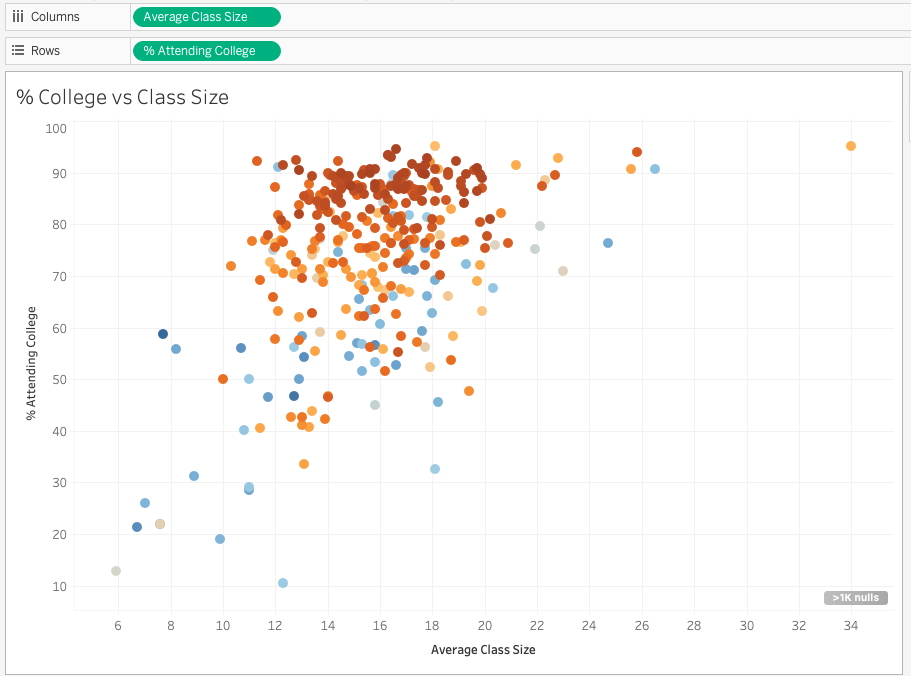 Columns
Average Class Size
Rows
% Attending College
% College vs Class Size
100
90
80
70
60
50
40
30
20
10
% Attending College
>1K nulls
6 8 10 12 14 16 18 20 22 24 26 28 30 32 34
Average Class Size